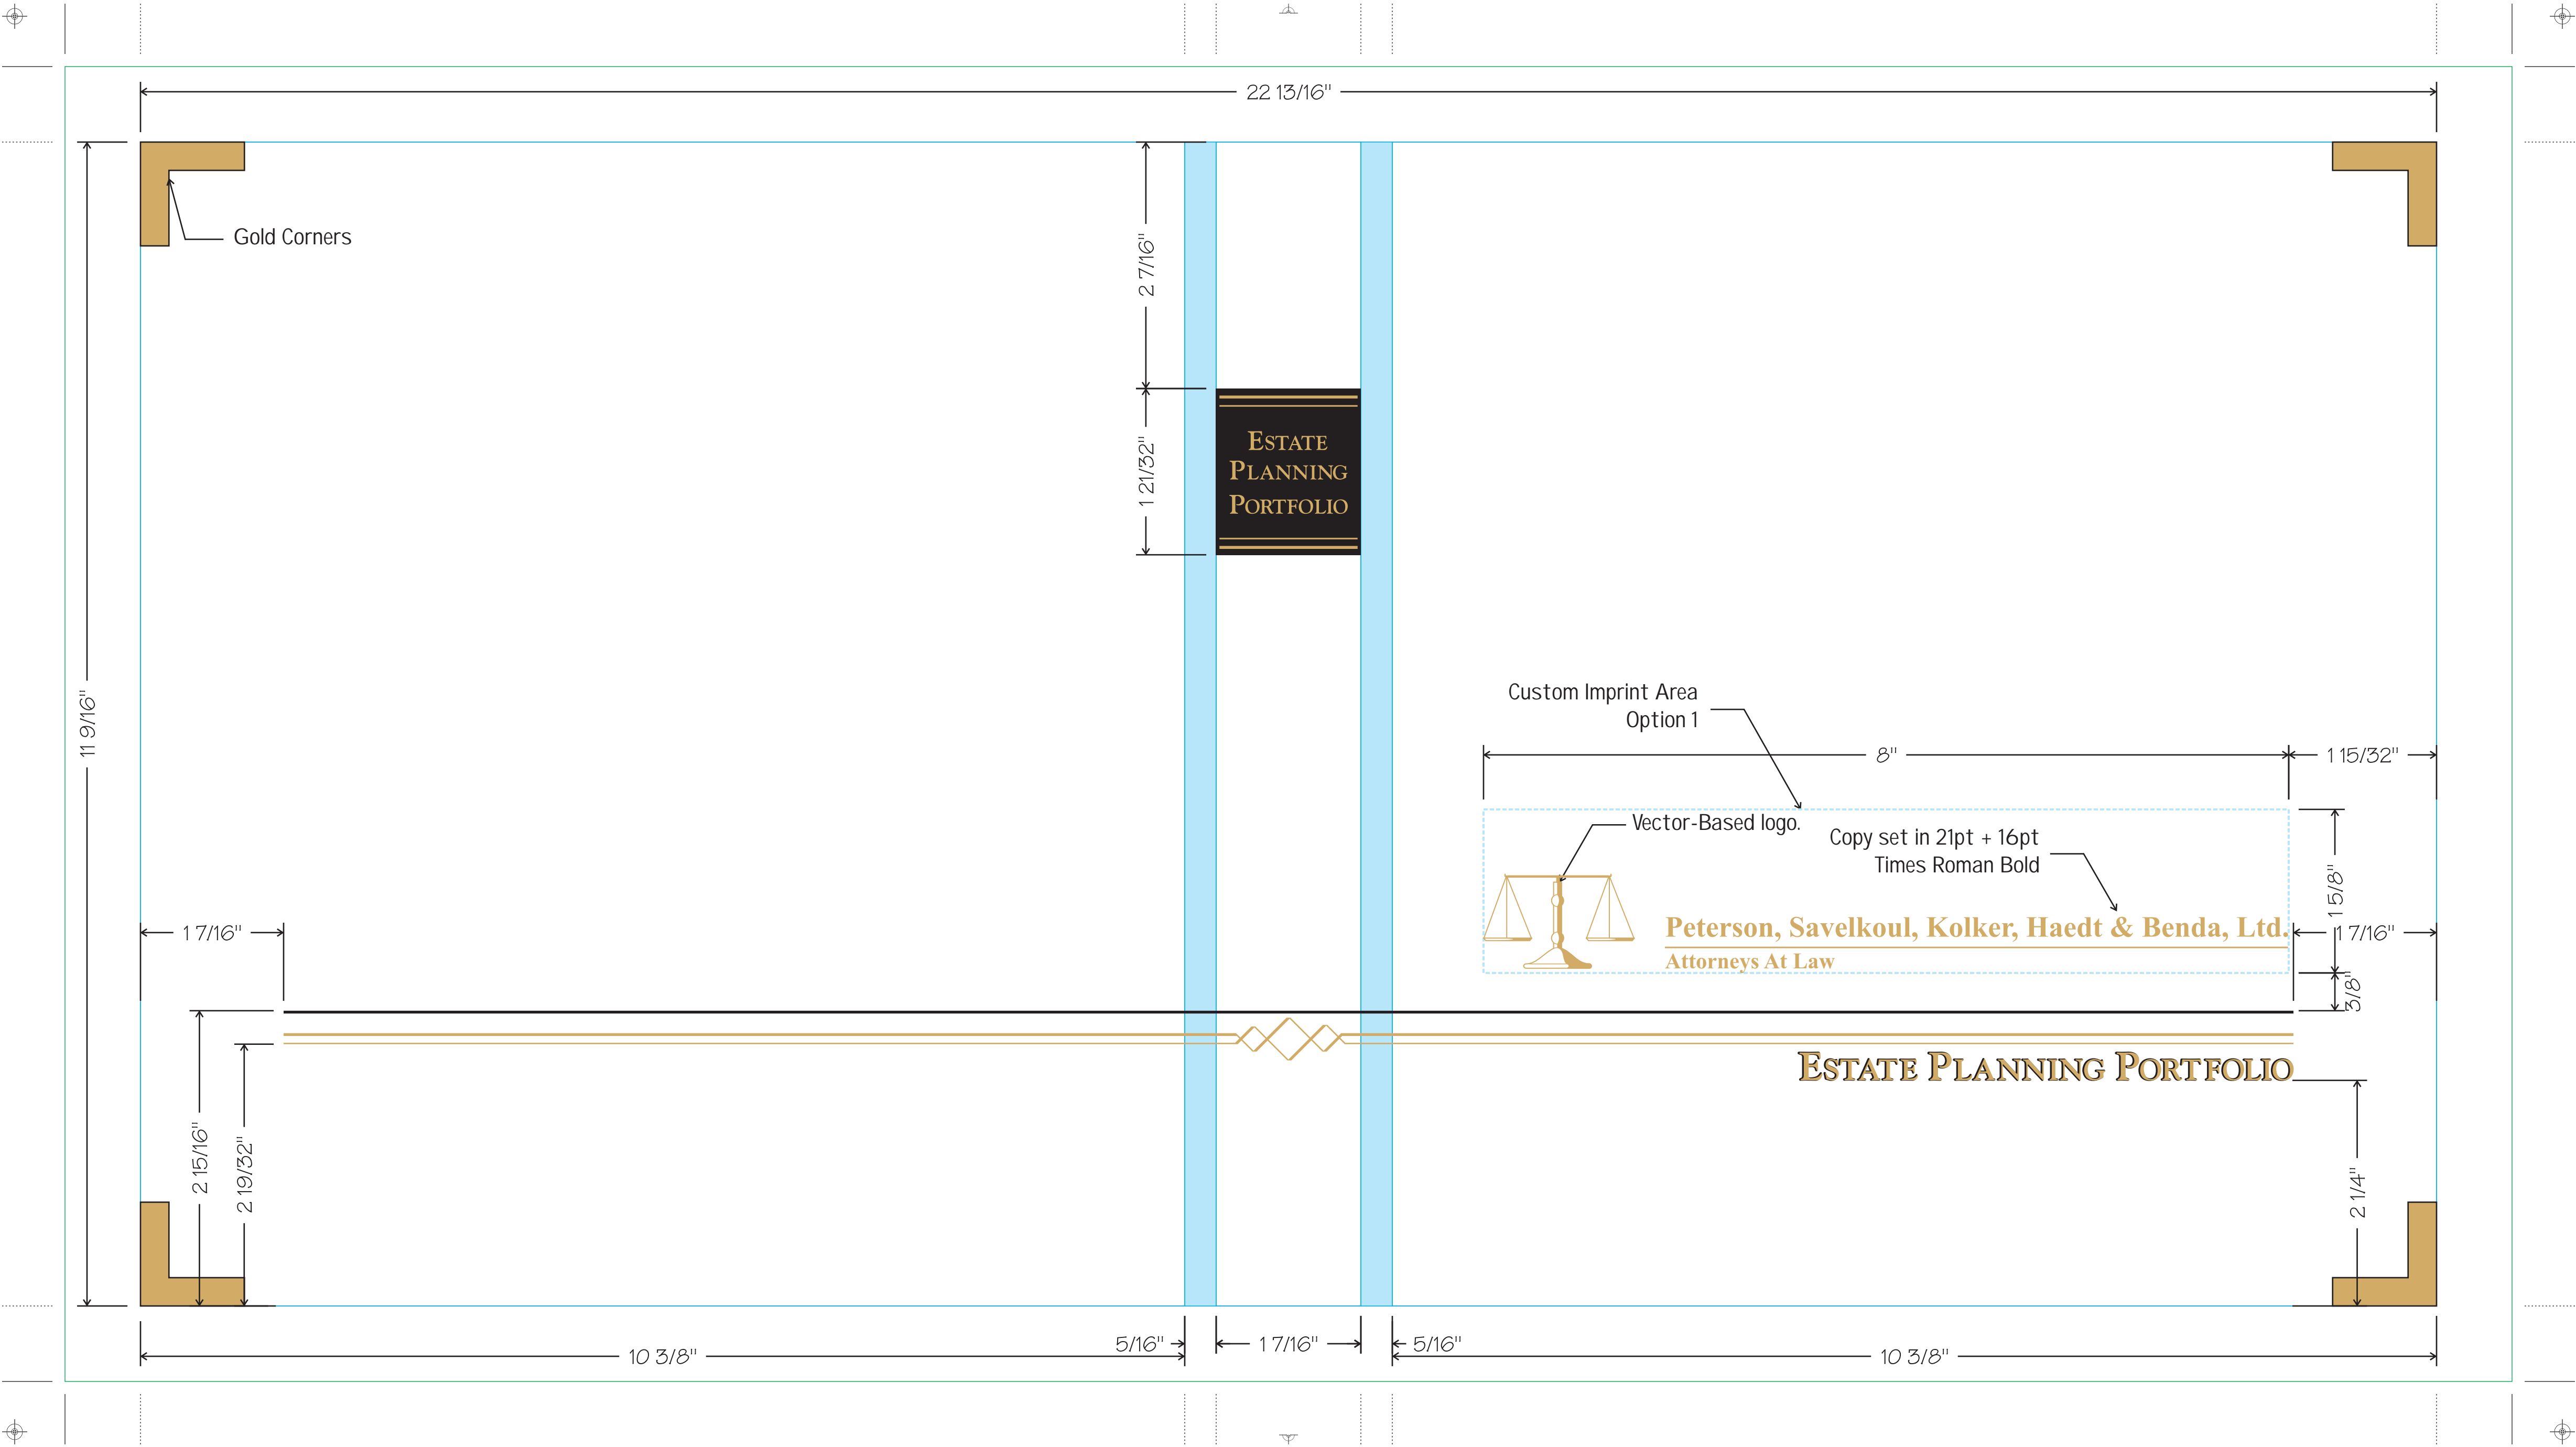 22 13/16"
Gold Corners
2 7/16"
1 21/32"
ESTATE
PLANNING
PORTFOLIO
11 9/16"
Custom Imprint Area
Option 1
8"
1 15/32"
Vector-Based logo.
Copy set in 21pt + 16pt
Times Roman Bold
1 5/8"
Peterson, Savelkoul, Kolker, Haedt & Benda, Ltd.
Attorneys At Law
1 7/16"
1 7/16"
3/8"
ESTATE PLANNING PORTFOLIO
2 15/16"
2 19/32"
2 1/4"
5/16"
1 7/16"
5/16"
10 3/8"
10 3/8"